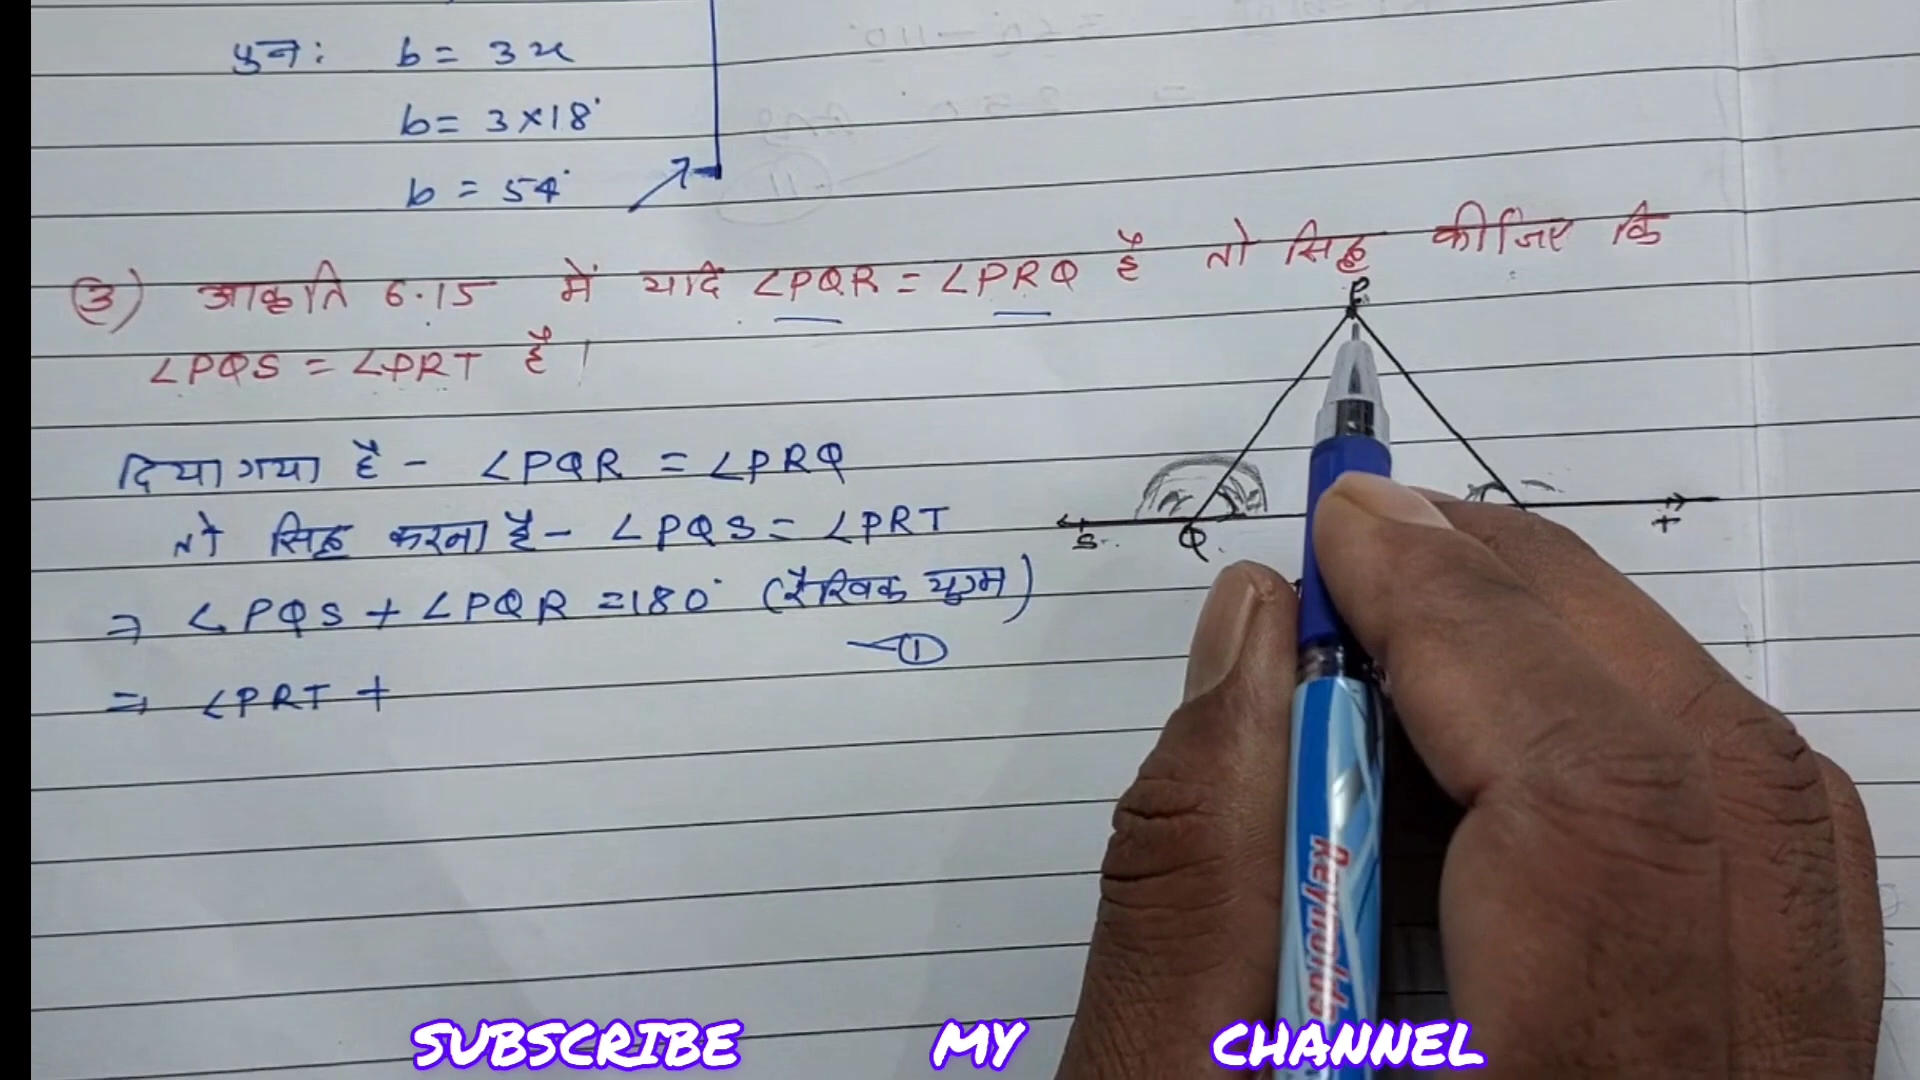 पुन: b = 3x
b = 3×18°
b = 54°
③) आकृति 6.15 में यदि ∠PQR = ∠PRQ है तो सिद्ध कीजिए कि
∠PQS = ∠PRT है।
P
दिया गया है - ∠PQR = ∠PRQ
तो सिद्ध करना है - ∠PQS = ∠PRT
S Q T
⇒ ∠PQS + ∠PQR = 180° (रैखिक युग्म)
①
⇒ ∠PRT +
Reynolds
SUBSCRIBE MY CHANNEL